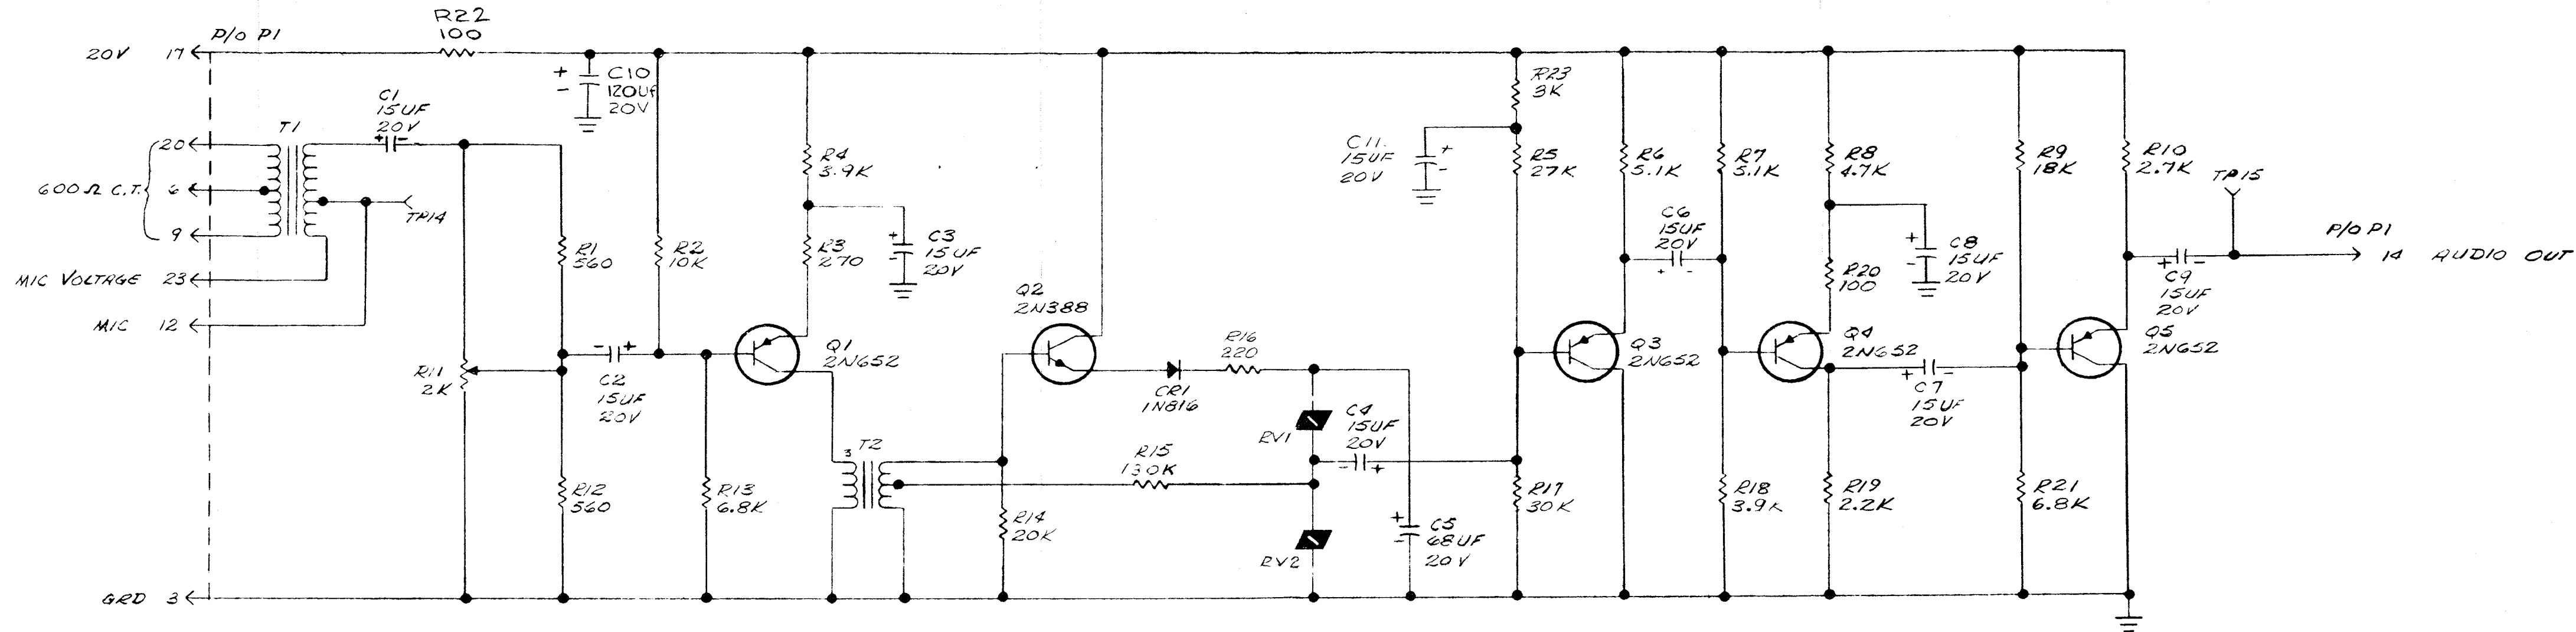 R22
100
P/O P1
20V 17
C10
120UF
20V
+
-
C1
15UF
20V
+ -
T1
20
600Ω C.T. 6
9
TP14
MIC VOLTAGE 23
MIC 12
GRD 3
R11
2K
R1
560
R12
560
R2
10K
C2
15UF
20V
- +
R13
6.8K
R4
3.9K
R3
270
C3
15UF
20V
+
-
Q1
2N652
3 T2
Q2
2N388
R14
20K
R15
130K
CR1
1N816
R16
220
RV1
RV2
C4
15UF
20V
- +
C5
68UF
20V
+
-
C11
15UF
20V
+
-
R23
3K
R5
27K
R17
30K
Q3
2N652
R6
5.1K
C6
15UF
20V
+ -
R7
5.1K
R18
3.9K
R8
4.7K
R20
100
C8
15UF
20V
+
-
Q4
2N652
R19
2.2K
C7
15UF
20V
+ -
R9
18K
R21
6.8K
R10
2.7K
Q5
2N652
C9
15UF
20V
+ -
TP15
P/O P1
14 AUDIO OUT